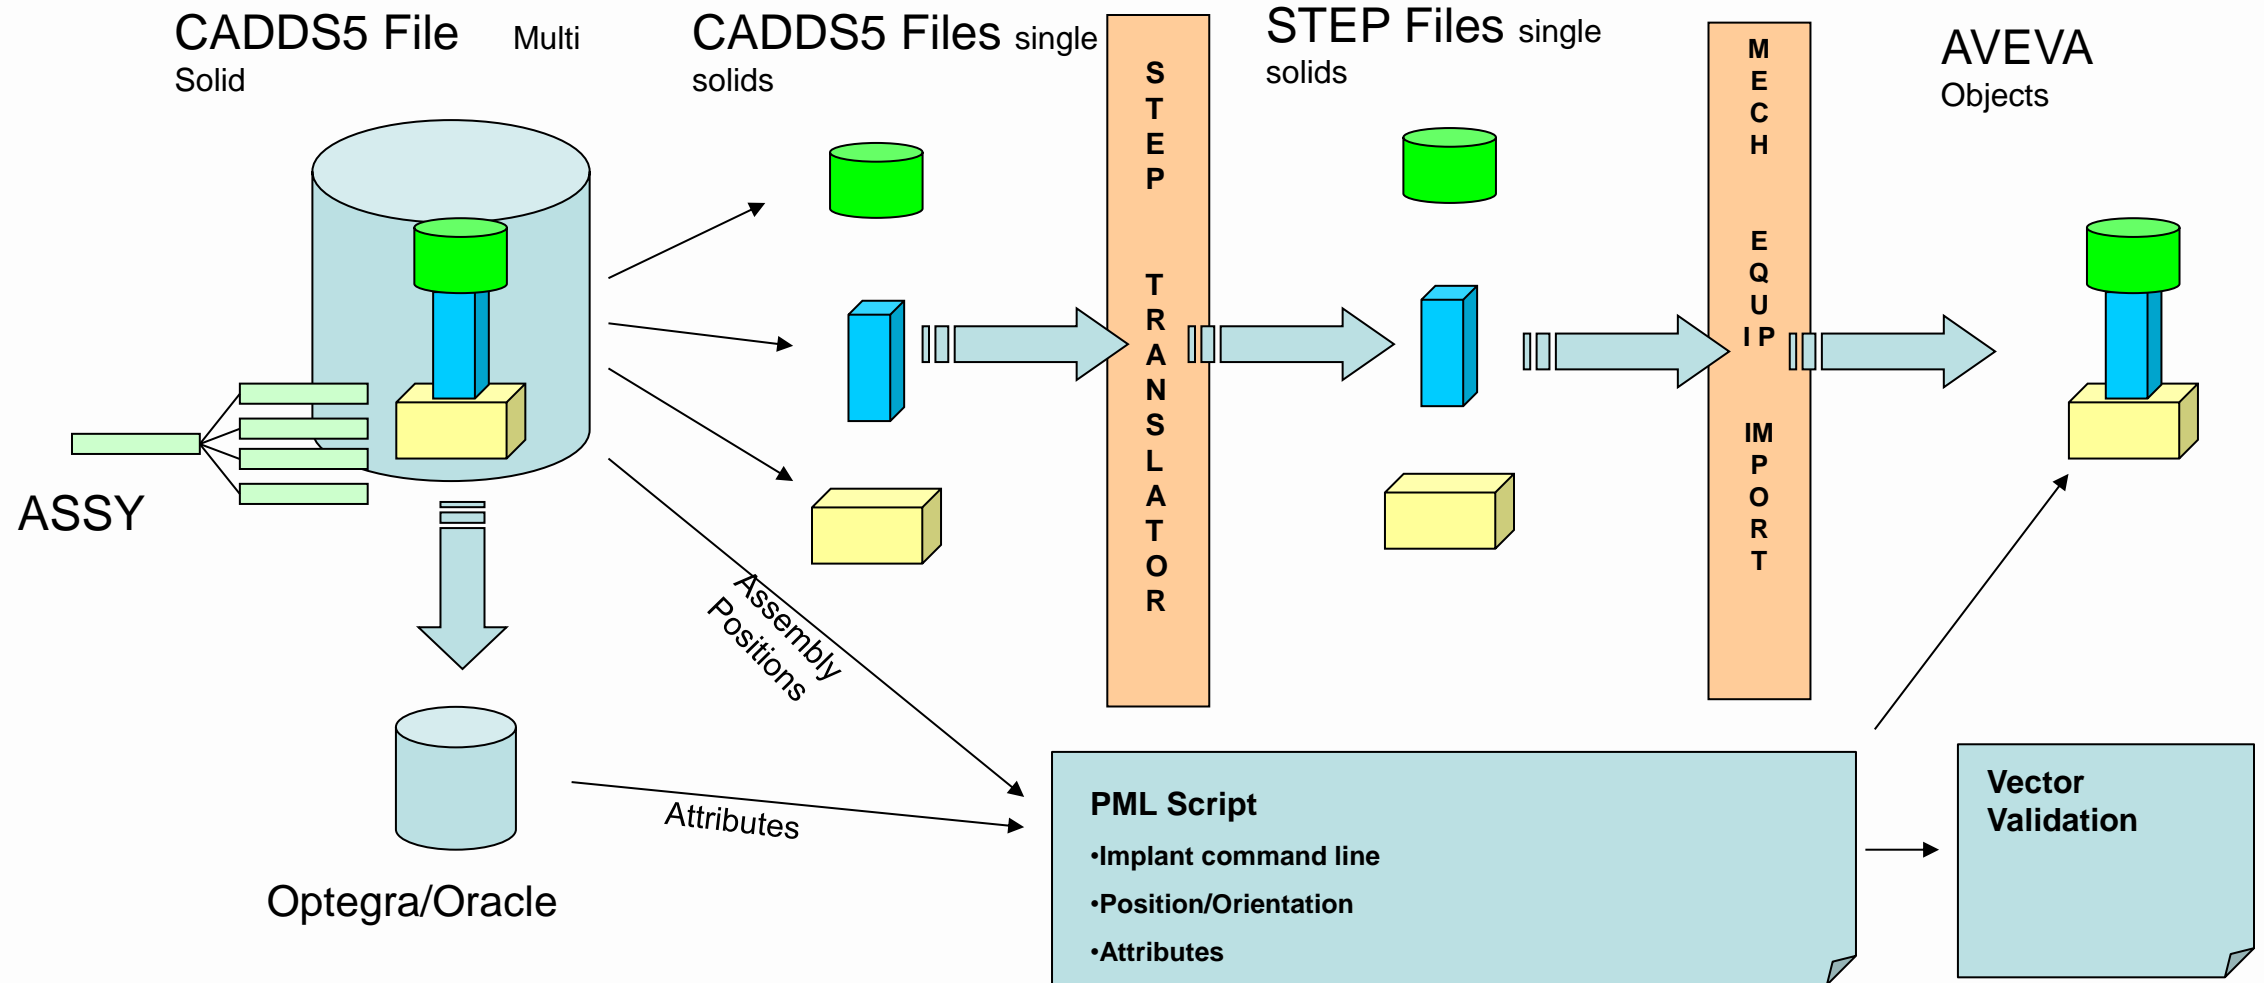 CADDS5 File Multi
Solid
CADDS5 Files single
solids
STEP
TRANSLATOR
STEP Files single
solids
MECH
EQUIP
IMPORT
AVEVA
Objects
ASSY
Assembly
Positions
Attributes
Optegra/Oracle
PML Script
•Implant command line
•Position/Orientation
•Attributes
Vector
Validation